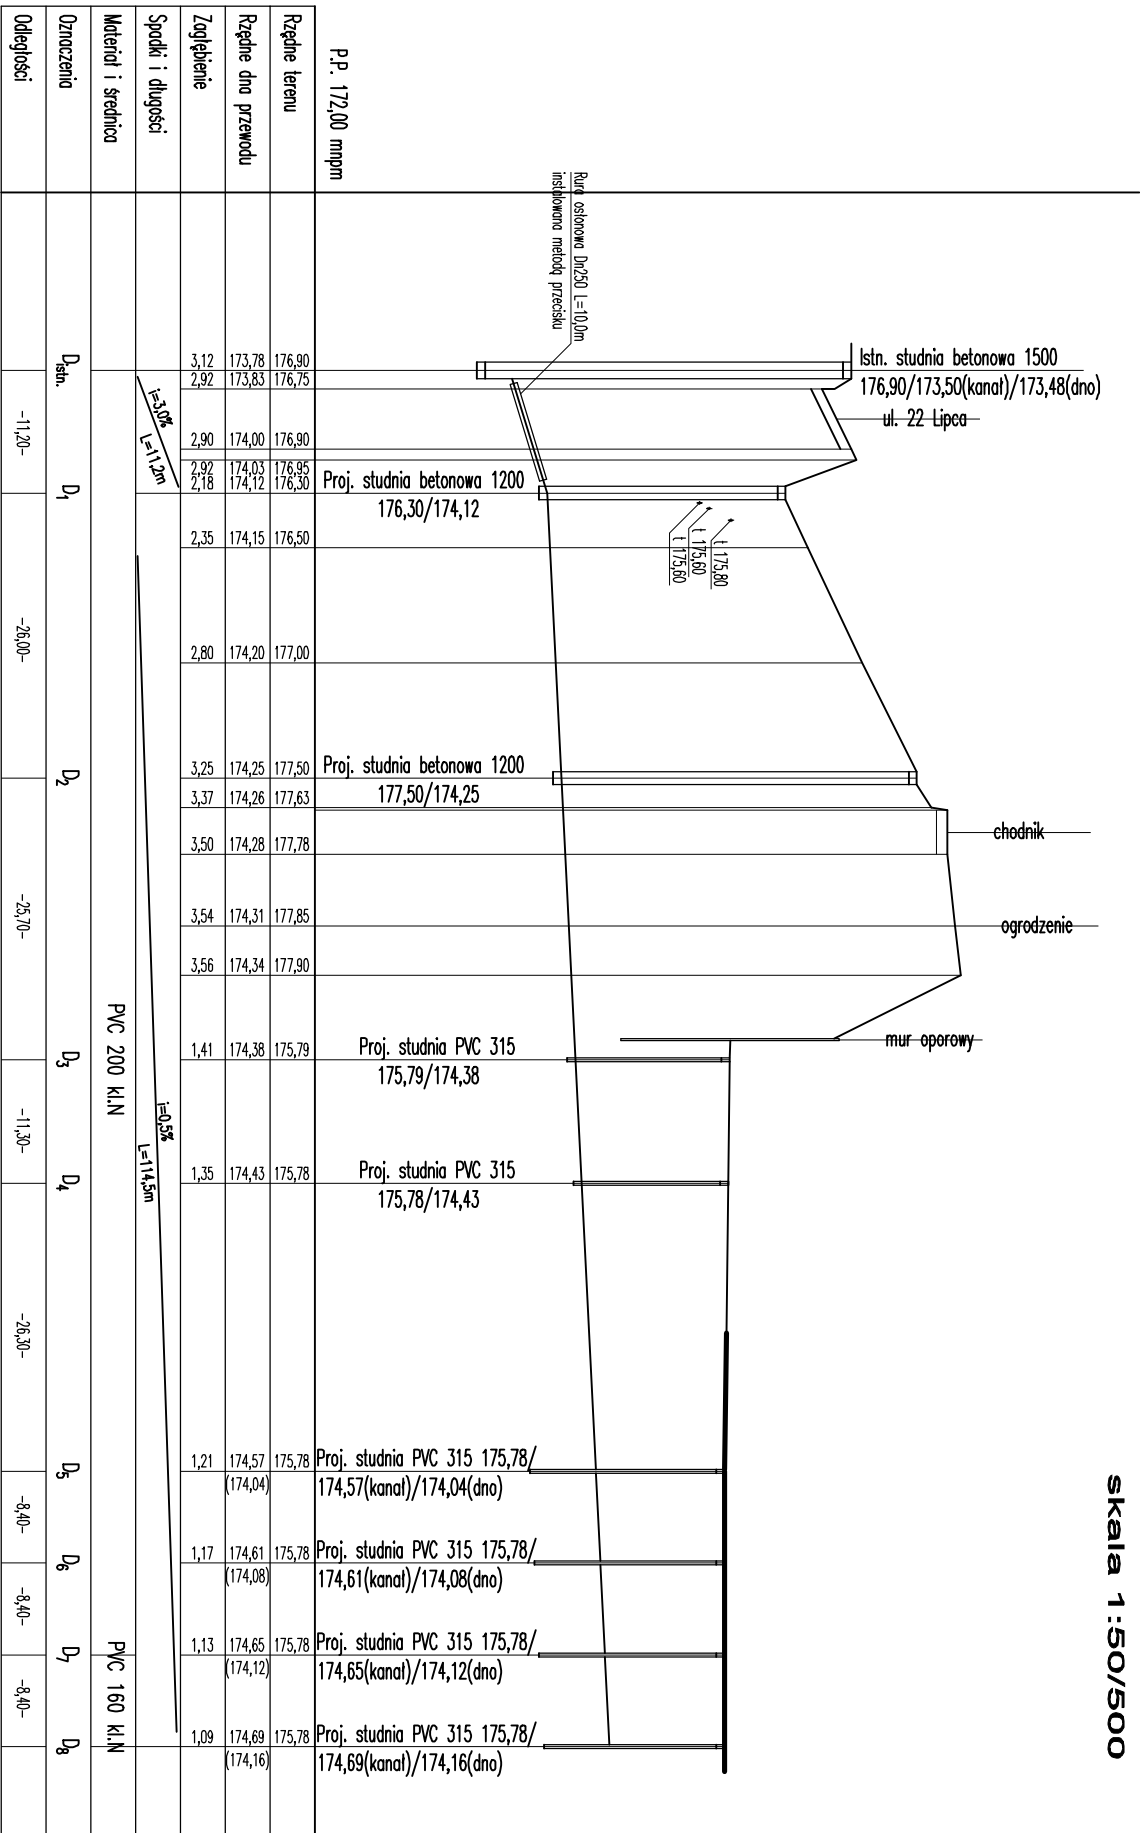 skala 1:50/500
Istn. studnia betonowa 1500
176,90/173,50(kanał)/173,48(dno)
ul. 22 Lipca
chodnik
ogrodzenie
mur oporowy
Rura osłonowa Dn250 L=10,0m
instalowana metodą przecisku
ł 175,80
ł 175,60
ł 175,60
Proj. studnia betonowa 1200
176,30/174,12
Proj. studnia betonowa 1200
177,50/174,25
Proj. studnia PVC 315
175,79/174,38
Proj. studnia PVC 315
175,78/174,43
Proj. studnia PVC 315 175,78/
174,57(kanał)/174,04(dno)
Proj. studnia PVC 315 175,78/
174,61(kanał)/174,08(dno)
Proj. studnia PVC 315 175,78/
174,65(kanał)/174,12(dno)
Proj. studnia PVC 315 175,78/
174,69(kanał)/174,16(dno)
P.P. 172,00 mnpm
Rzędne terenu
176,90 176,75 176,90 176,95 176,30 176,50 177,00 177,50 177,63 177,78 177,85 177,90 175,79 175,78 175,78 175,78 175,78 175,78
Rzędne dna przewodu
173,78 173,83 174,00 174,03 174,12 174,15 174,20 174,25 174,26 174,28 174,31 174,34 174,38 174,43 174,57 174,61 174,65 174,69
(174,04) (174,08) (174,12) (174,16)
Zagłębienie
3,12 2,92 2,90 2,92 2,18 2,35 2,80 3,25 3,37 3,50 3,54 3,56 1,41 1,35 1,21 1,17 1,13 1,09
Spadki i długości
i=3,0%
L=11,2m
i=0,5%
L=114,5m
Materiał i średnica
PVC 200 kl.N
PVC 160 kl.N
Oznaczenia
Distn. D1 D2 D3 D4 D5 D6 D7 D8
Odległości
-11,20- -26,00- -25,70- -11,30- -26,30- -8,40- -8,40- -8,40-